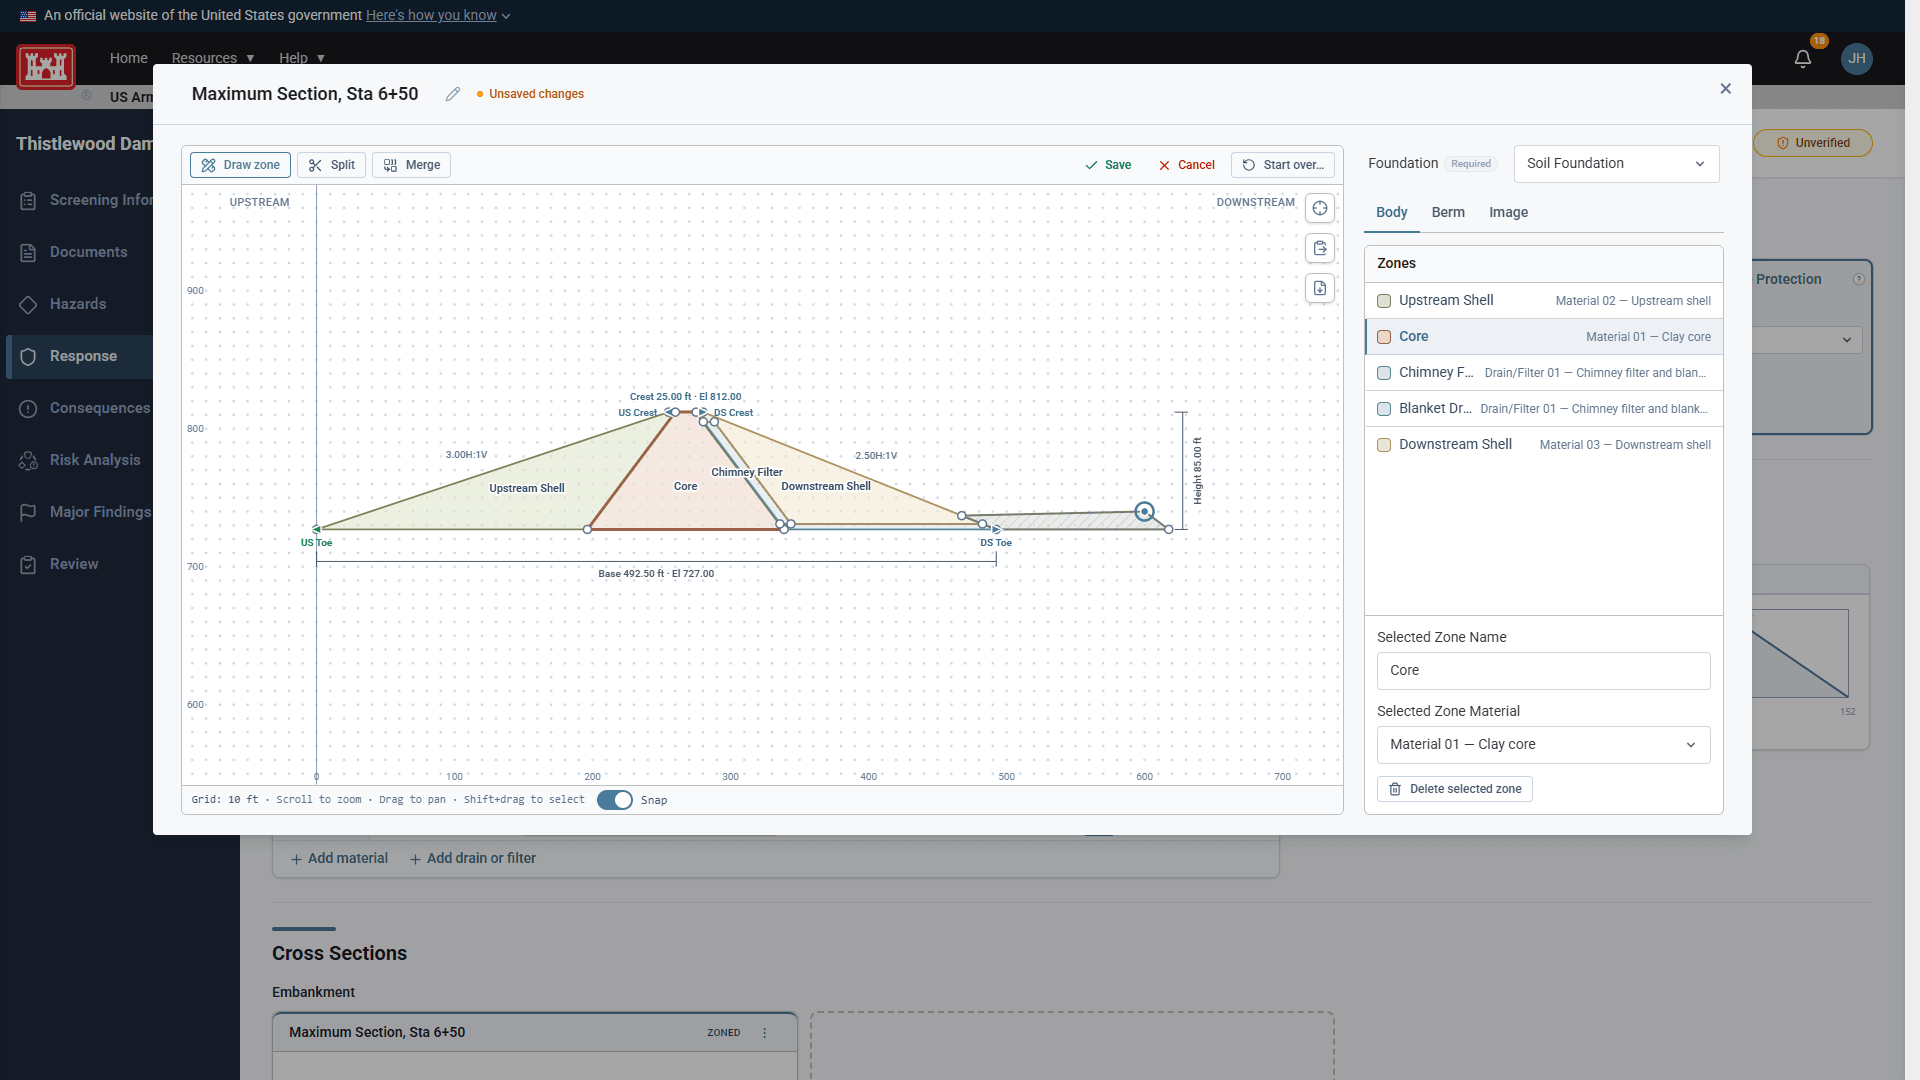 An official website of the United States government Here's how you know
Home Resources Help
18
JH
US Arm
Thistlewood Dam
Screening Infor
Documents
Hazards
Response
Consequences
Risk Analysis
Major Findings
Review
Unverified
Protection
152
Maximum Section, Sta 6+50
Unsaved changes
Draw zone Split Merge Save Cancel Start over...
UPSTREAM DOWNSTREAM
900
800
700
600
Crest 25.00 ft · El 812.00
US Crest DS Crest
3.00H:1V 2.50H:1V
Height 85.00 ft
Chimney Filter
Upstream Shell Core Downstream Shell
US Toe DS Toe
Base 492.50 ft · El 727.00
0 100 200 300 400 500 600 700
Grid: 10 ft · Scroll to zoom · Drag to pan · Shift+drag to select Snap
Foundation Required Soil Foundation
Body Berm Image
Zones
Upstream Shell Material 02 — Upstream shell
Core Material 01 — Clay core
Chimney F... Drain/Filter 01 — Chimney filter and blan...
Blanket Dr... Drain/Filter 01 — Chimney filter and blank...
Downstream Shell Material 03 — Downstream shell
Selected Zone Name
Core
Selected Zone Material
Material 01 — Clay core
Delete selected zone
Add material Add drain or filter
Cross Sections
Embankment
Maximum Section, Sta 6+50 ZONED